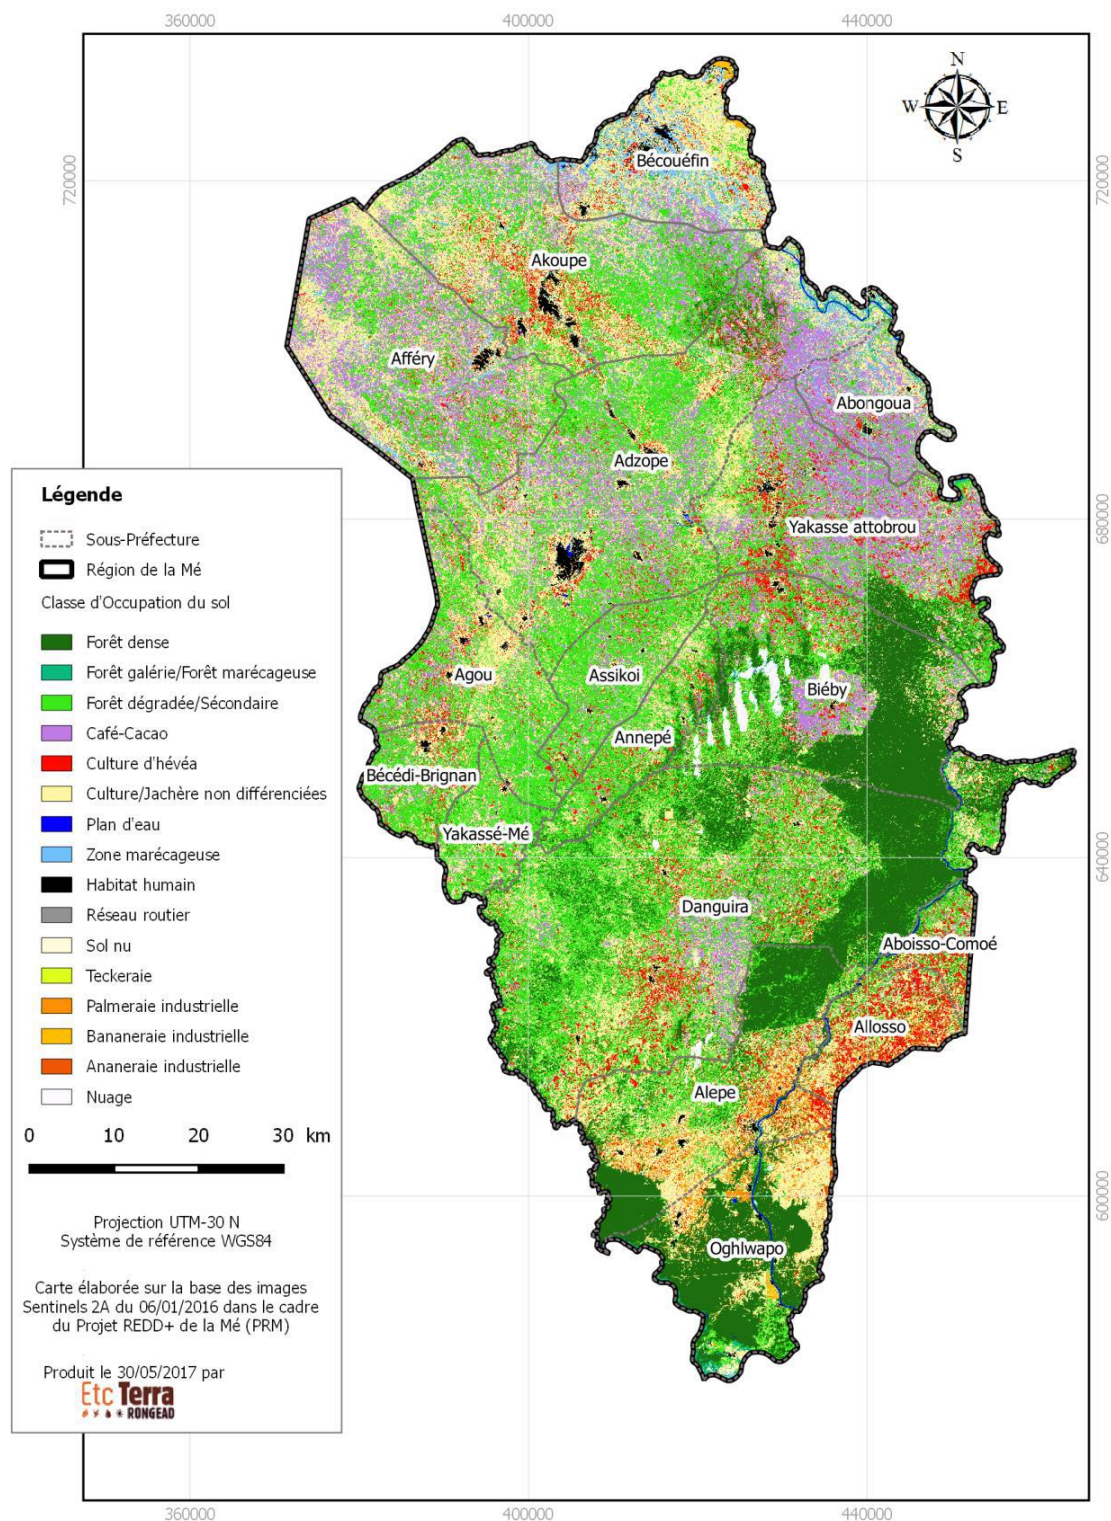 360000
400000
440000
N
W
E
S
720000
720000
Bécouéfin
Akoupe
Afféry
Abongoua
Adzope
Yakasse attobrou
680000
Agou
Assikoi
Biéby
Annepé
Bécédi-Brignan
Yakassé-Mé
640000
Danguira
Aboisso-Comoé
Allosso
Alepe
600000
Oghlwapo
Légende
Sous-Préfecture
Région de la Mé
Classe d'Occupation du sol
Forêt dense
Forêt galérie/Forêt marécageuse
Forêt dégradée/Sécondaire
Café-Cacao
Culture d'hévéa
Culture/Jachère non différenciées
Plan d'eau
Zone marécageuse
Habitat humain
Réseau routier
Sol nu
Teckeraie
Palmeraie industrielle
Bananeraie industrielle
Ananeraie industrielle
Nuage
0 10 20 30 km
Projection UTM-30 N
Système de référence WGS84
Carte élaborée sur la base des images
Sentinels 2A du 06/01/2016 dans le cadre
du Projet REDD+ de la Mé (PRM)
Produit le 30/05/2017 par
Etc Terra
RONGEAD
360000
400000
440000